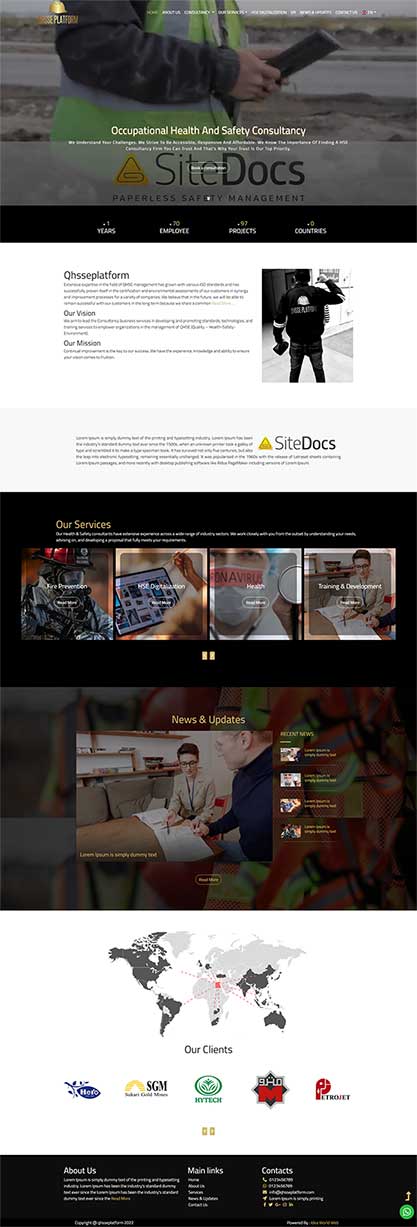 QHSSE PLATFORM
HOME ABOUT US CONSULTANCY OUR SERVICES HSE DIGITALIZATION VR NEWS & UPDATES CONTACT US EN
Occupational Health And Safety Consultancy
We Understand Your Challenges. We Strive To Be Accessible, Responsive And Affordable. We Know The Importance Of Finding A HSE
Consultancy Firm You Can Trust And That's Why Your Trust Is Our Top Priority.
Book a consultation
SiteDocs
PAPERLESS SAFETY MANAGEMENT
+1 +70 +97 +0
YEARS EMPLOYEE PROJECTS COUNTRIES
Qhsseplatform
Extensive expertise in the field of QHSE management has grown with various ISO standards and has
successfully proven itself in the certification and environmental assessments of our customers in synergy
and improvement processes for a variety of companies. We believe that in the future, we will be able to
remain successful with our customers in the long term because we share a common Read More...
Our Vision
We aim to lead the Consultancy Business services in developing and promoting standards, technologies, and
training services to empower organizations in the management of QHSE (Quality – Health-Safety-
Environment).
Our Mission
Continual improvement is the key to our success. We have the experience, knowledge and ability to ensure
your vision comes to fruition.
QHSSE PLATFORM
Lorem Ipsum is simply dummy text of the printing and typesetting industry. Lorem Ipsum has been
the industry's standard dummy text ever since the 1500s, when an unknown printer took a galley of
type and scrambled it to make a type specimen book. It has survived not only five centuries, but also
the leap into electronic typesetting, remaining essentially unchanged. It was popularised in the 1960s with the release of Letraset sheets containing
Lorem Ipsum passages, and more recently with desktop publishing software like Aldus PageMaker including versions of Lorem Ipsum.
SiteDocs
Our Services
Our Health & Safety consultants have extensive experience across a wide range of industry sectors. We work closely with you from the outset by understanding your needs,
advising on, and developing a proposal that fully meets your requirements.
Fire Prevention
Read More
HSE Digitalization
Read More
CORONAVIRUS
Health
Read More
Training & Development
Read More
News & Updates
Lorem Ipsum is simply dummy text
RECENT NEWS
Lorem Ipsum is
simply dummy text
Lorem Ipsum is
simply dummy text
Lorem Ipsum is
simply dummy text
Lorem Ipsum is
simply dummy text
Read More
Our Clients
Hero
SGM
Sukari Gold Mines
HYTECH
PETROJET
About Us
Lorem Ipsum is simply dummy text of the printing
and typesetting industry. Lorem Ipsum has been
the industry's standard dummy text ever since the
industry's standard dummy text Read More
Main links
Home
About Us
Services
News & Updates
Contact Us
Contacts
0123456789
0123456789
info@qhsseplatform.com
Lorem Ipsum is simply printing
Copyright @ qhsseplatform 2022
Powered By : Idea World Web